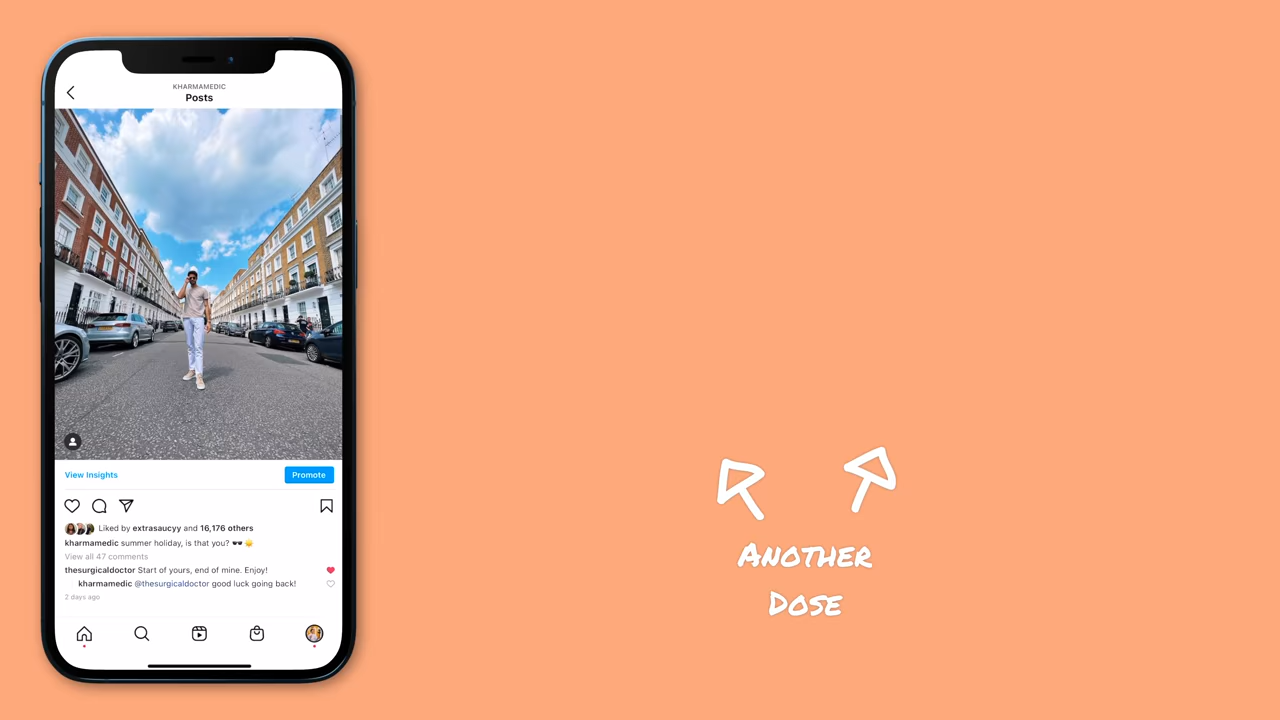 KHARMAMEDIC
Posts
View Insights
Promote
Liked by extrasaucyy and 16,176 others
kharmamedic summer holiday, is that you? 🕶️ ☀️
View all 47 comments
thesurgicaldoctor Start of yours, end of mine. Enjoy!
kharmamedic @thesurgicaldoctor good luck going back!
2 days ago
ANOTHER
DOSE